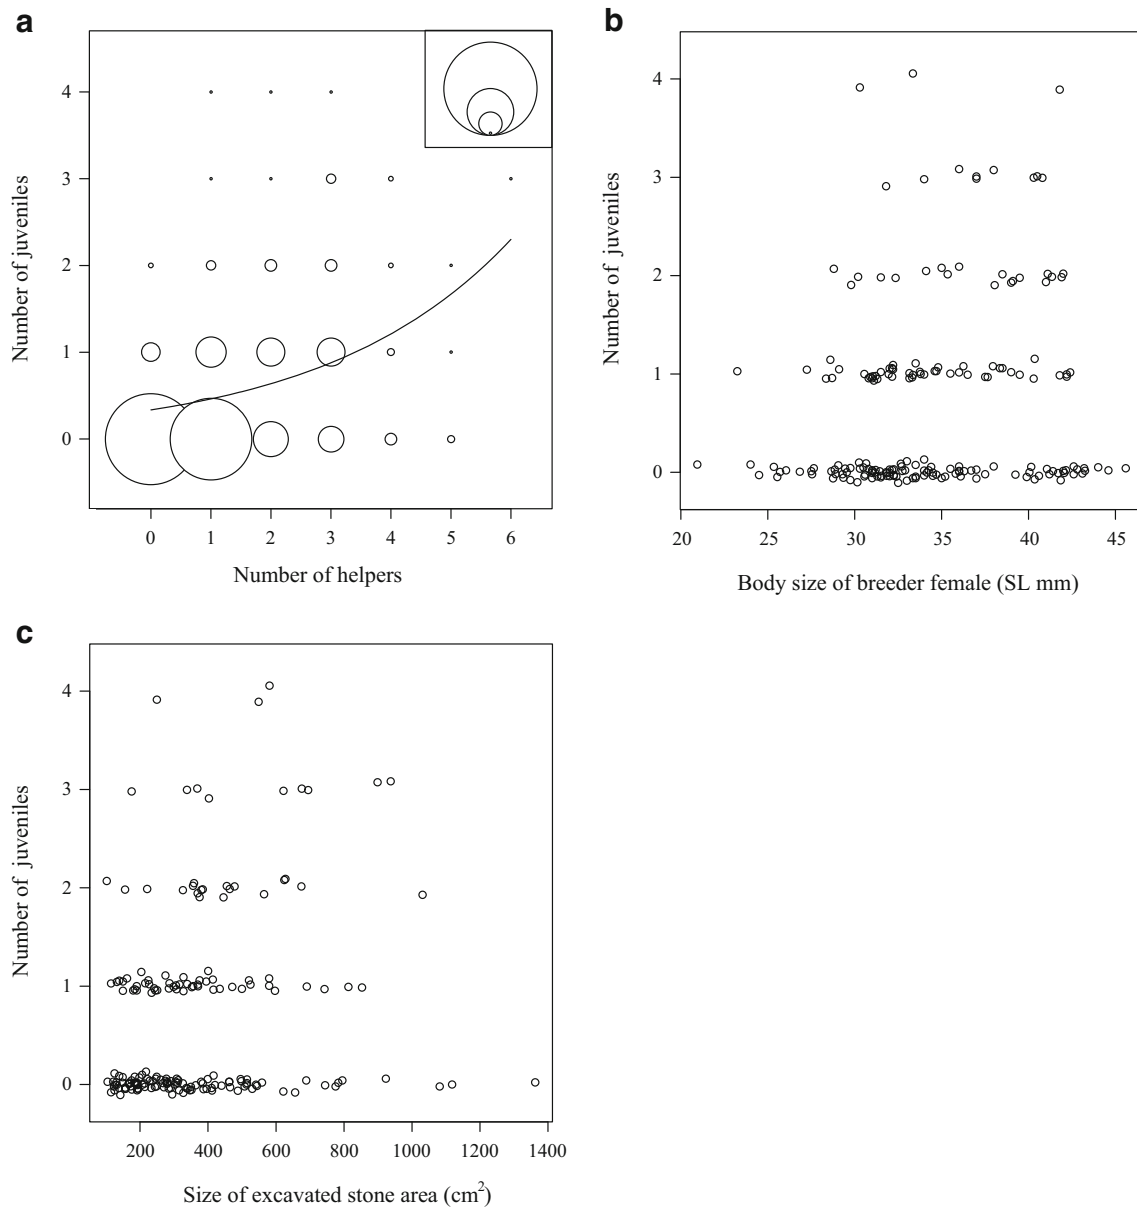 a
4
3
2
1
0
Number of juveniles
0 1 2 3 4 5 6
Number of helpers
b
4
3
2
1
0
Number of juveniles
20 25 30 35 40 45
Body size of breeder female (SL mm)
c
4
3
2
1
0
Number of juveniles
200 400 600 800 1000 1200 1400
Size of excavated stone area (cm²)